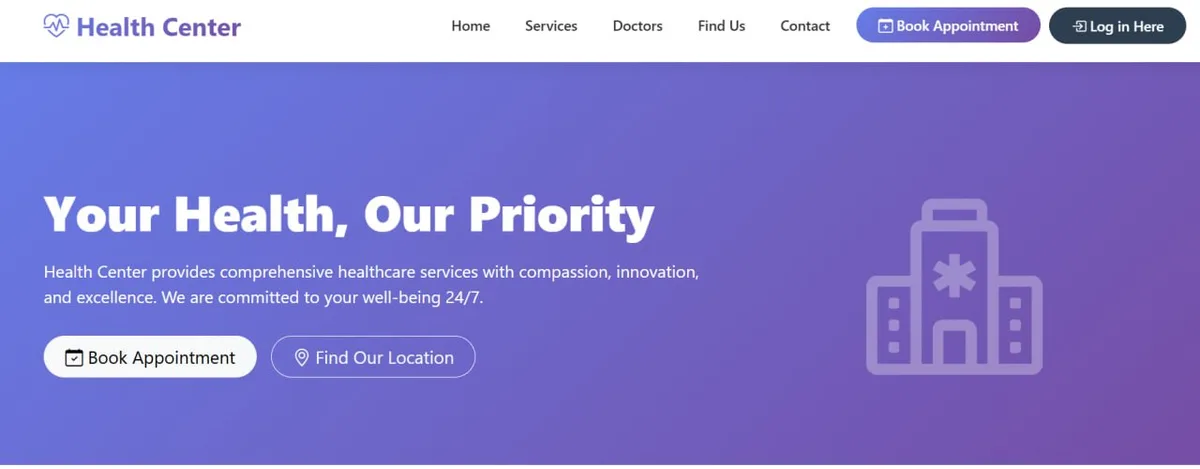 Health Center
Home
Services
Doctors
Find Us
Contact
Book Appointment
Log in Here
Your Health, Our Priority
Health Center provides comprehensive healthcare services with compassion, innovation,
and excellence. We are committed to your well-being 24/7.
Book Appointment
Find Our Location